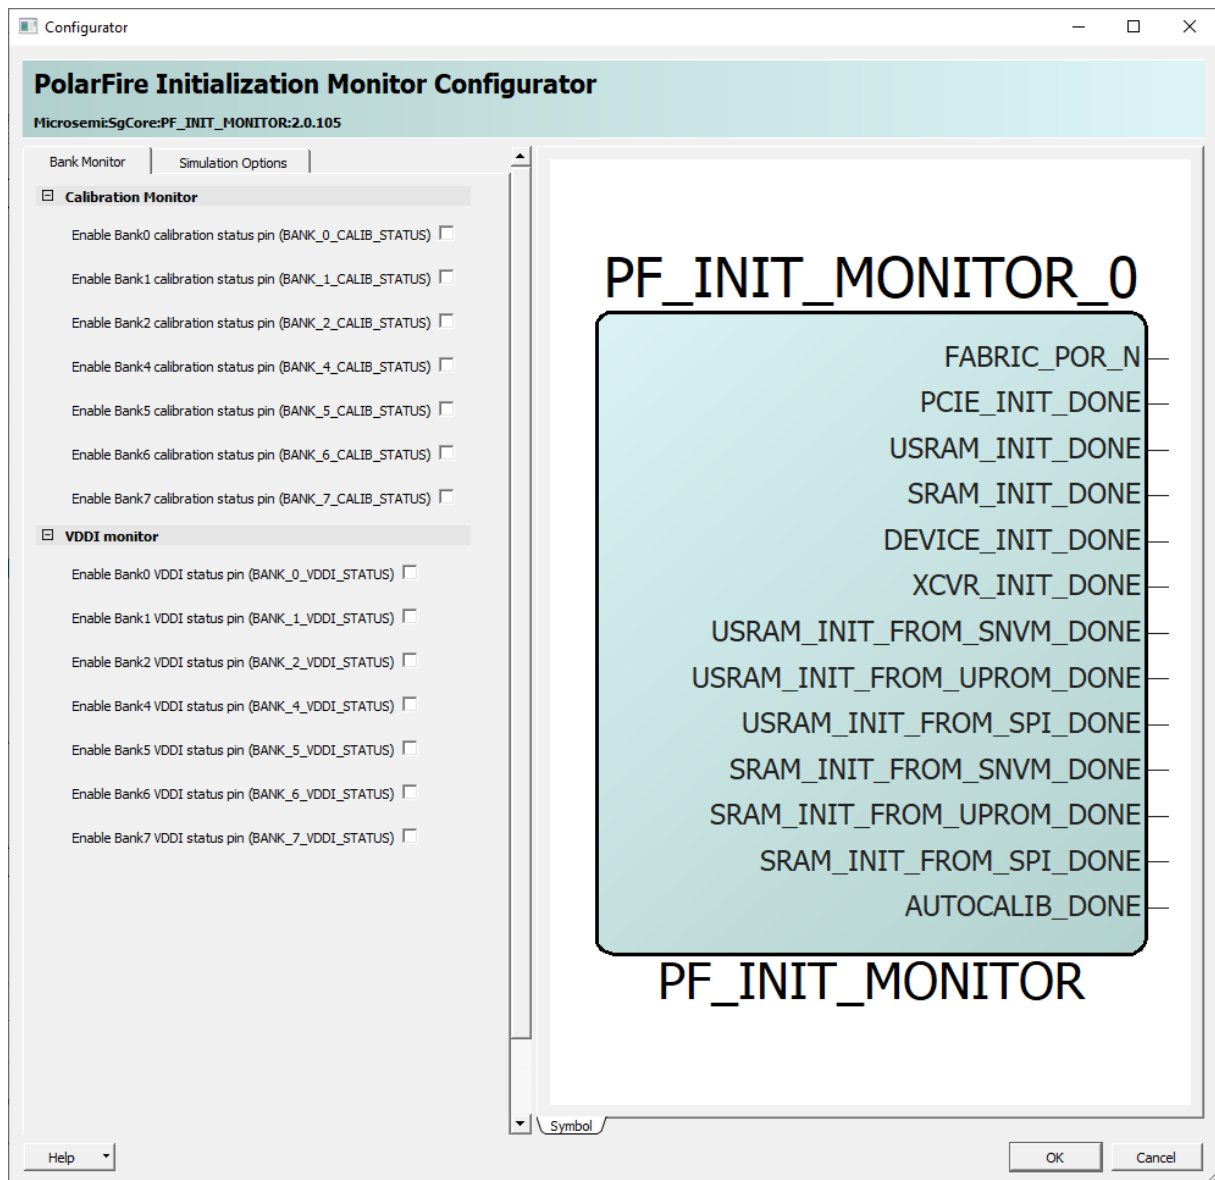 Configurator
PolarFire Initialization Monitor Configurator
Microsemi:SgCore:PF_INIT_MONITOR:2.0.105
Bank Monitor
Simulation Options
Calibration Monitor
Enable Bank0 calibration status pin (BANK_0_CALIB_STATUS)
Enable Bank1 calibration status pin (BANK_1_CALIB_STATUS)
Enable Bank2 calibration status pin (BANK_2_CALIB_STATUS)
Enable Bank4 calibration status pin (BANK_4_CALIB_STATUS)
Enable Bank5 calibration status pin (BANK_5_CALIB_STATUS)
Enable Bank6 calibration status pin (BANK_6_CALIB_STATUS)
Enable Bank7 calibration status pin (BANK_7_CALIB_STATUS)
VDDI monitor
Enable Bank0 VDDI status pin (BANK_0_VDDI_STATUS)
Enable Bank1 VDDI status pin (BANK_1_VDDI_STATUS)
Enable Bank2 VDDI status pin (BANK_2_VDDI_STATUS)
Enable Bank4 VDDI status pin (BANK_4_VDDI_STATUS)
Enable Bank5 VDDI status pin (BANK_5_VDDI_STATUS)
Enable Bank6 VDDI status pin (BANK_6_VDDI_STATUS)
Enable Bank7 VDDI status pin (BANK_7_VDDI_STATUS)
PF_INIT_MONITOR_0
FABRIC_POR_N
PCIE_INIT_DONE
USRAM_INIT_DONE
SRAM_INIT_DONE
DEVICE_INIT_DONE
XCVR_INIT_DONE
USRAM_INIT_FROM_SNVM_DONE
USRAM_INIT_FROM_UPROM_DONE
USRAM_INIT_FROM_SPI_DONE
SRAM_INIT_FROM_SNVM_DONE
SRAM_INIT_FROM_UPROM_DONE
SRAM_INIT_FROM_SPI_DONE
AUTOCALIB_DONE
PF_INIT_MONITOR
Symbol
Help
OK
Cancel